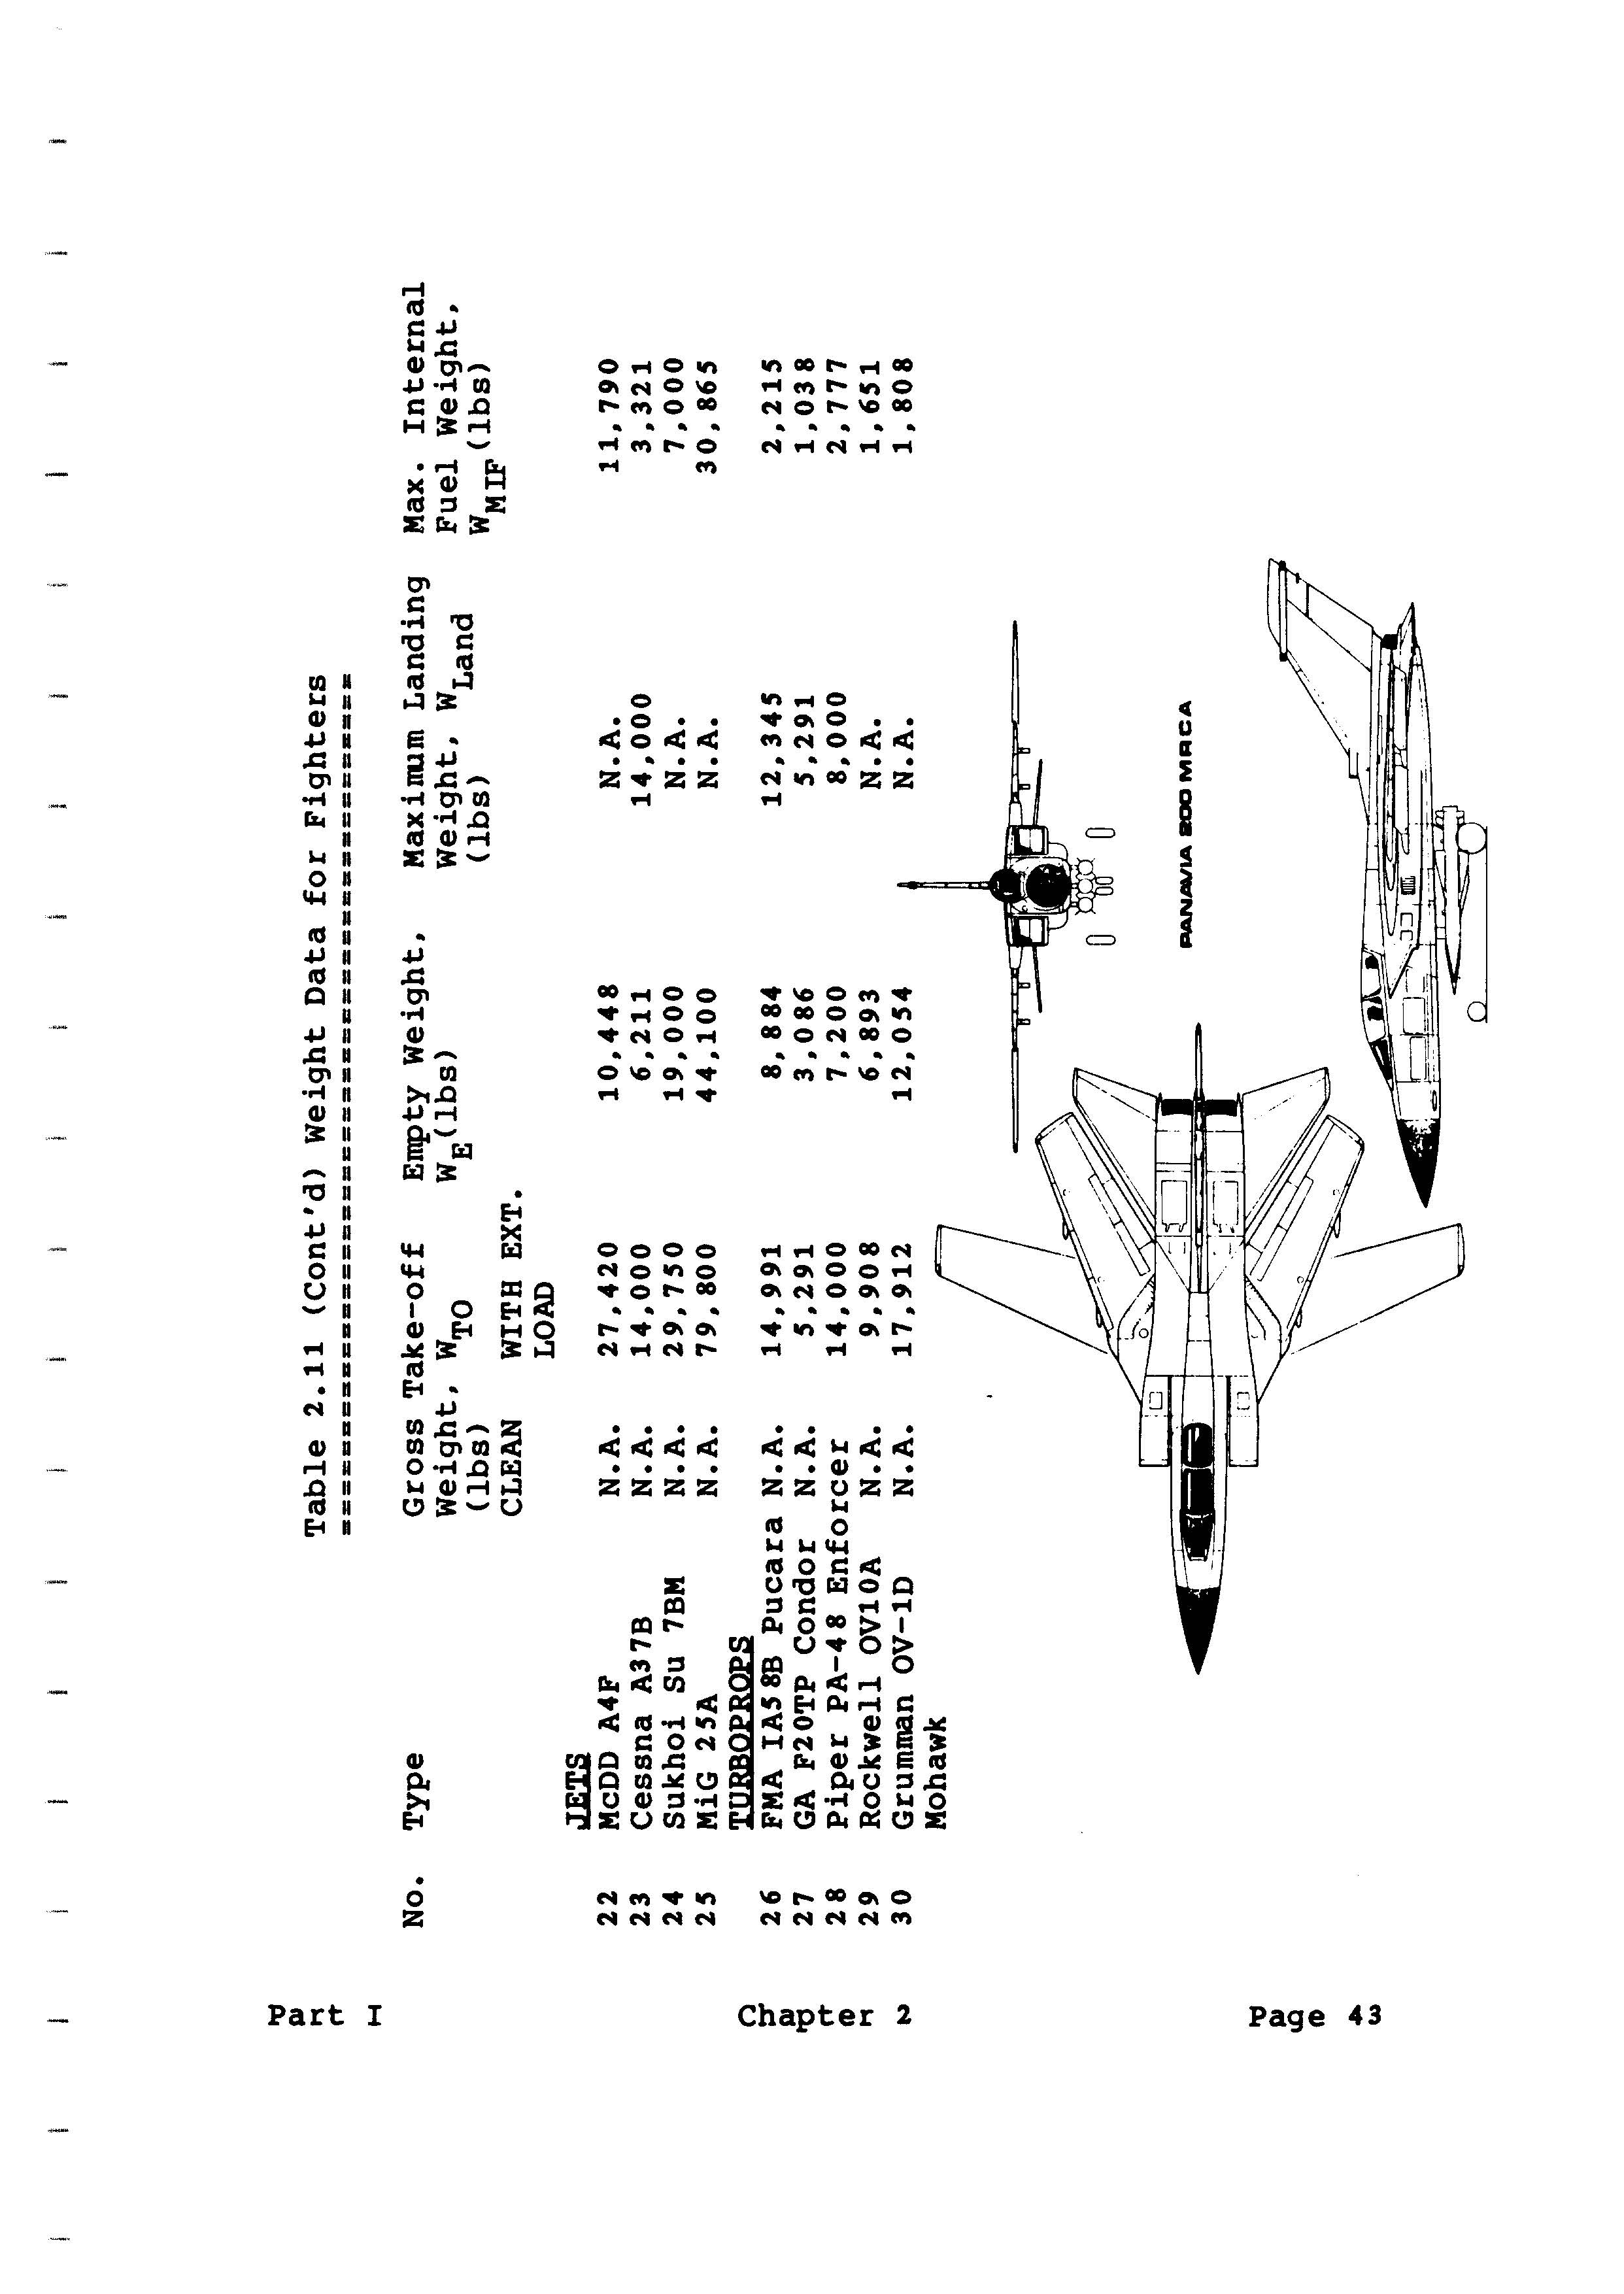 Part I
Chapter 2
Page 43
Table 2.11 (Cont'd) Weight Data for Fighters
=============================================
No. Type Gross Take-off Empty Weight, Maximum Landing Max. Internal
Weight, WTO WE(lbs) Weight, WLand Fuel Weight,
(lbs) (lbs) WMIF(lbs)
CLEAN WITH EXT.
LOAD
JETS
22 McDD A4F N.A. 27,420 10,448 N.A. 11,790
23 Cessna A37B N.A. 14,000 6,211 14,000 3,321
24 Sukhoi Su 7BM N.A. 29,750 19,000 N.A. 7,000
25 MiG 25A N.A. 79,800 44,100 N.A. 30,865
TURBOPROPS
26 FMA IA58B Pucara N.A. 14,991 8,884 12,345 2,215
27 GA F20TP Condor N.A. 5,291 3,086 5,291 1,038
28 Piper PA-48 Enforcer 14,000 7,200 8,000 2,777
29 Rockwell OV10A N.A. 9,908 6,893 N.A. 1,651
30 Grumman OV-1D N.A. 17,912 12,054 N.A. 1,808
Mohawk
PANAVIA 200 MRCA